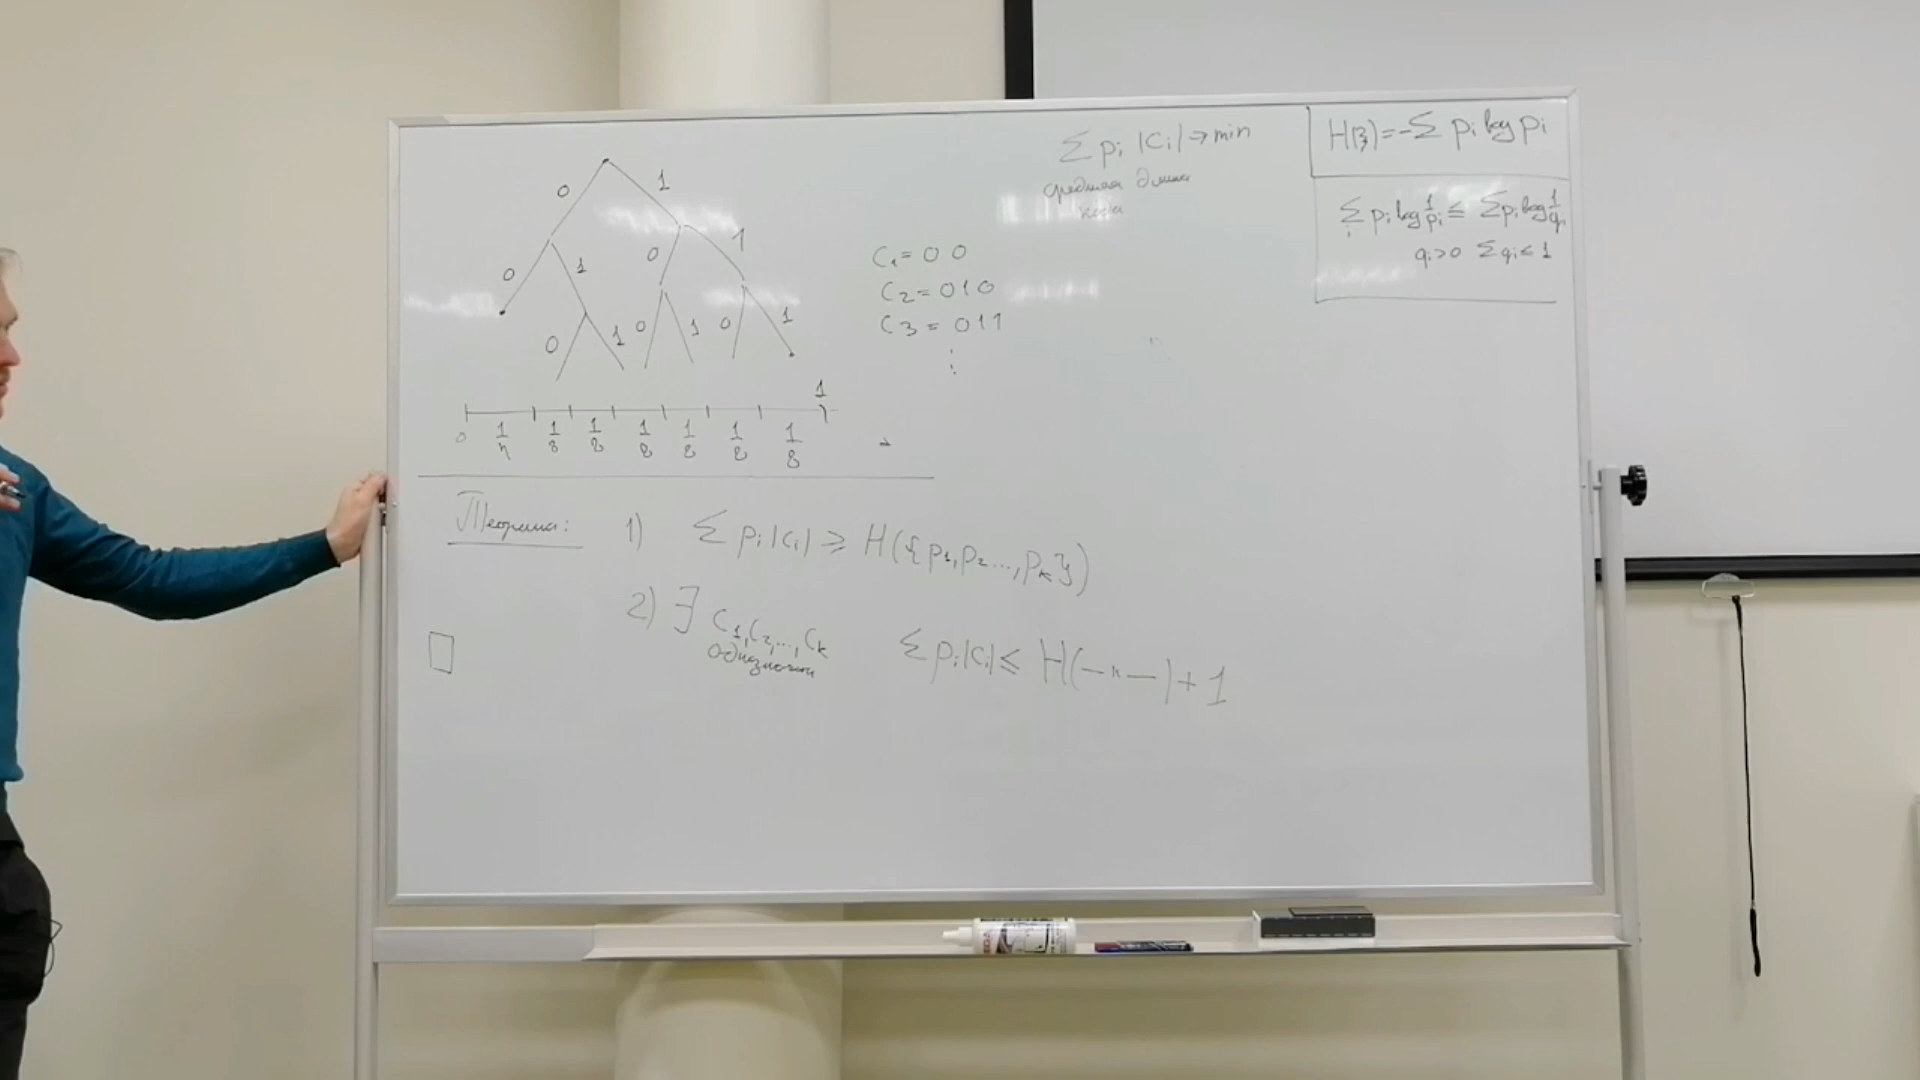 0 1
0 1 0 1
0 1 0 1 0 1
0 1/4 1/8 1/8 1/8 1/8 1/8 1/8 1
C₁ = 0 0
C₂ = 0 1 0
C₃ = 0 1 1
⋮
Σ pᵢ |Cᵢ| → min
средняя длина
кода
H(ξ) = -Σ pᵢ log pᵢ
Σᵢ pᵢ log 1/pᵢ ≤ Σ pᵢ log 1/qᵢ
qᵢ > 0 Σ qᵢ ≤ 1
Теорема: 1) Σ pᵢ |Cᵢ| ≥ H({p₁, p₂ ..., pₖ})
2) ∃ C₁, C₂, ..., Cₖ Σ pᵢ |Cᵢ| ≤ H(—"—) + 1
однозначн